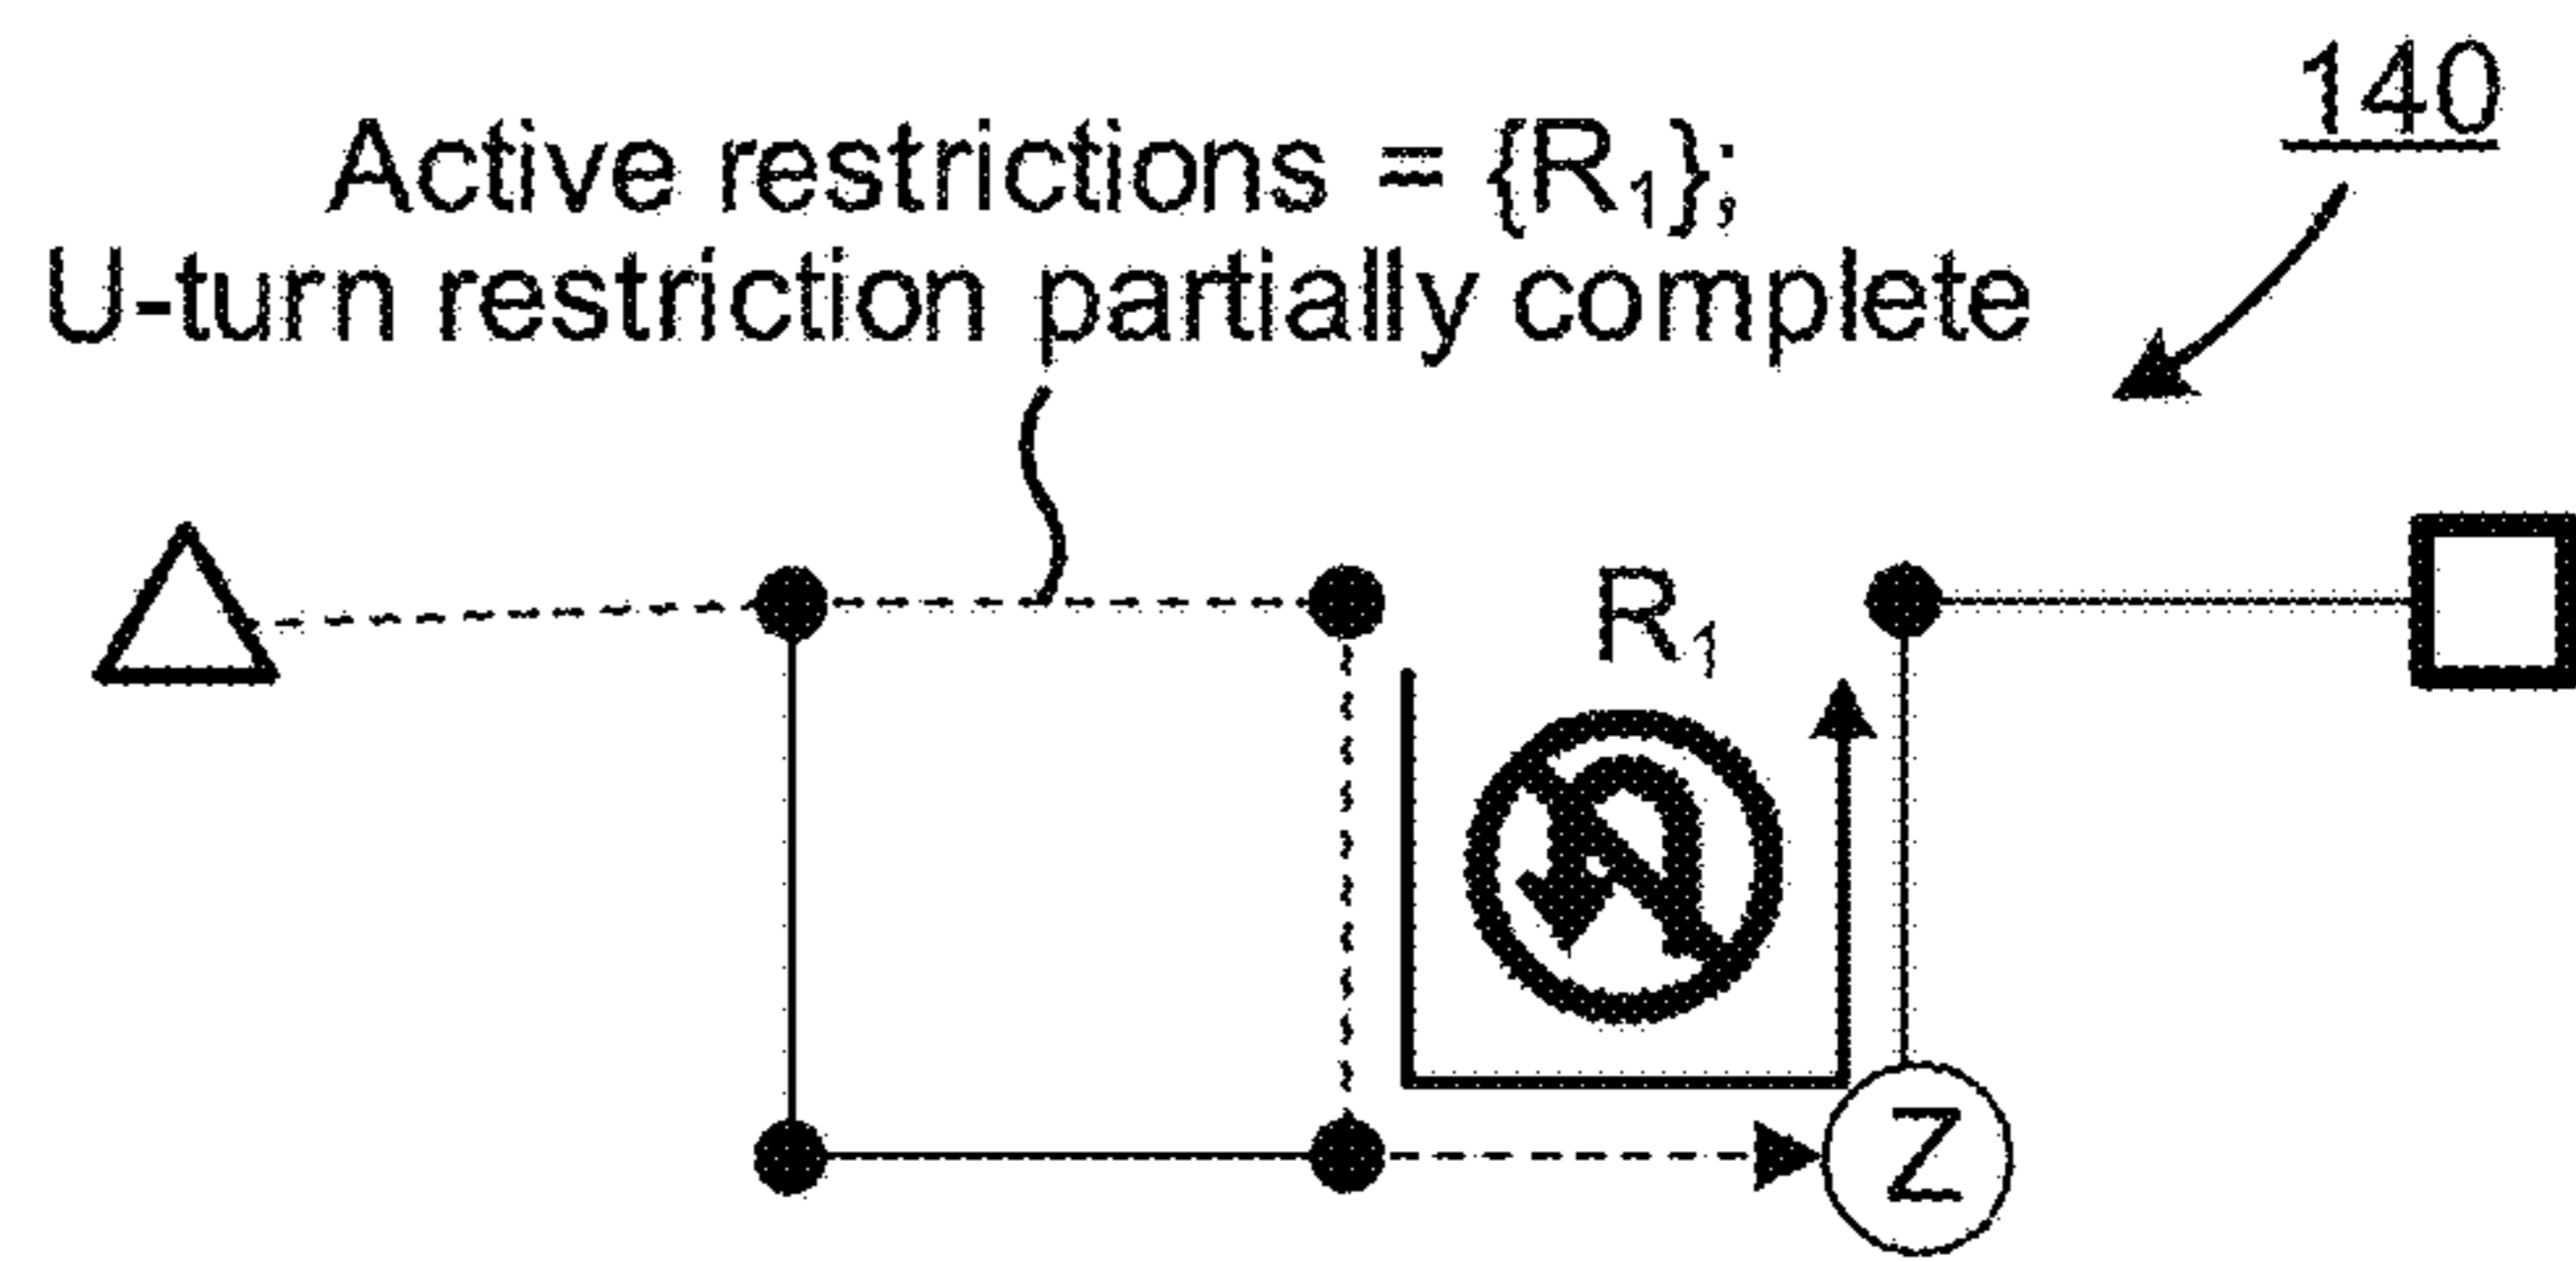 140
Active restrictions = {R₁};
U-turn restriction partially complete
R₁
Z